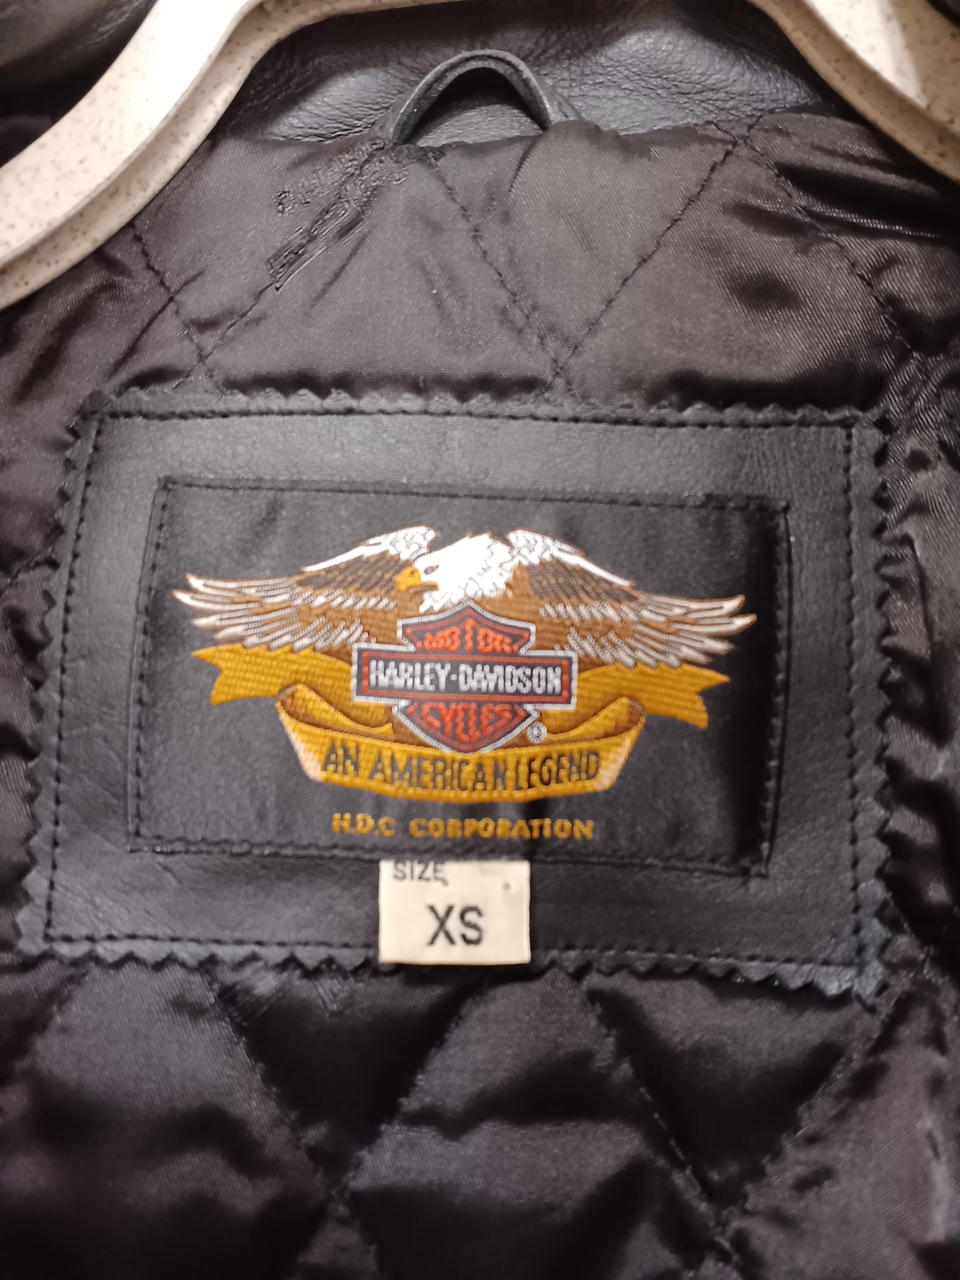 MOTOR
HARLEY-DAVIDSON
CYCLES
®
AN AMERICAN LEGEND
H.D.C CORPORATION
SIZE
XS